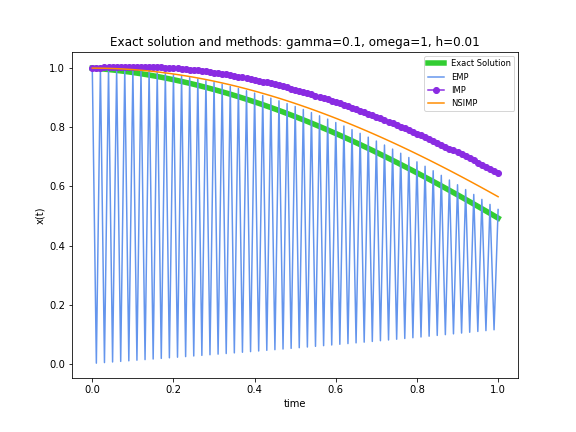 Exact solution and methods: gamma=0.1, omega=1, h=0.01
Exact Solution
EMP
IMP
NSIMP
1.0
0.8
0.6
0.4
0.2
0.0
x(t)
0.0 0.2 0.4 0.6 0.8 1.0
time